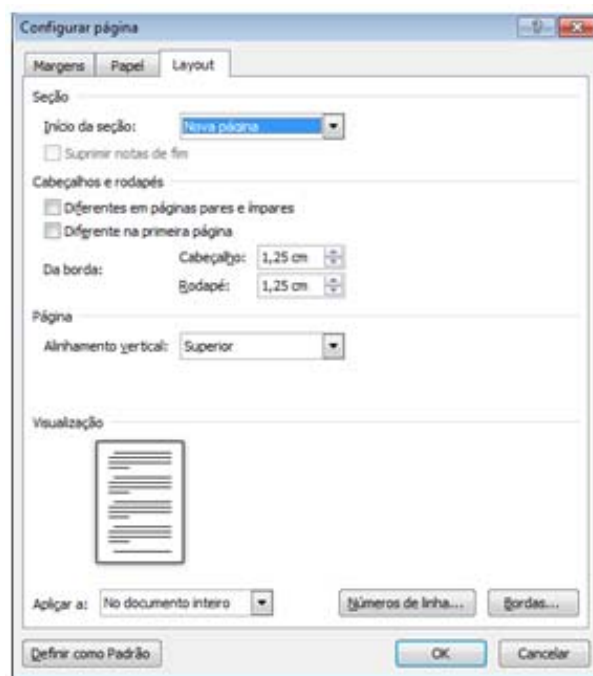 Configurar página
Margens Papel Layout
Seção
Início da seção: Nova página
Suprimir notas de fim
Cabeçalhos e rodapés
Diferentes em páginas pares e ímpares
Diferente na primeira página
Da borda:
Cabeçalho: 1,25 cm
Rodapé: 1,25 cm
Página
Alinhamento vertical: Superior
Visualização
Aplicar a: No documento inteiro Números de linha... Bordas...
Definir como Padrão OK Cancelar